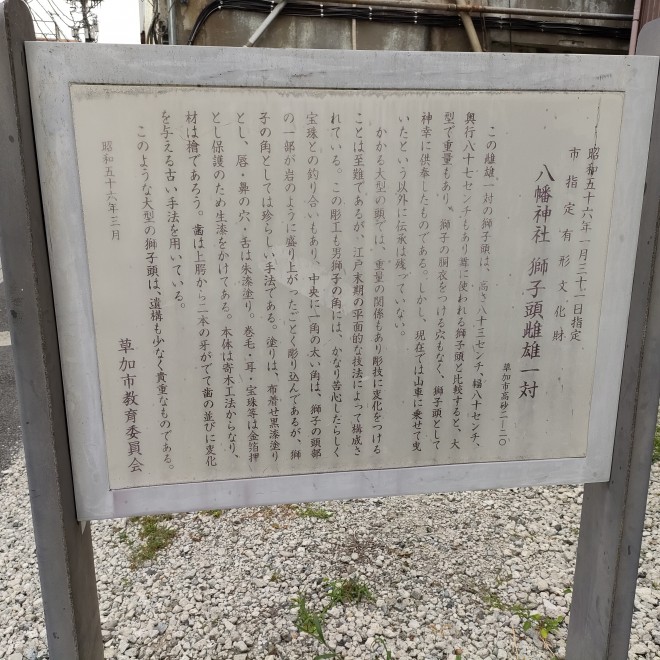 昭和五十六年一月三十一日指定
市指定有形文化財
八幡神社 獅子頭雌雄一対
草加市高砂二－二〇
この雌雄一対の獅子頭は、高さ八十三センチ、幅八十センチ、
奥行八十七センチもあり舞に使われる獅子頭と比較すると、大
型で重量もあり、獅子の胴衣をつける穴もなく、獅子頭として
神幸に供奉したものである。しかし、現在では山車に乗せて曳
いたという以外に伝承は残っていない。
かかる大型の頭では、重量の関係もあり彫技に変化をつける
ことは至難であるが、江戸末期の平面的な技法によって構成さ
れている。この彫工も男獅子の角には、かなり苦心したらしく
宝珠との釣り合いもあり、中央に一角の太い角は、獅子の頭部
の一部が岩のように盛り上がったごとく彫り込んであるが、獅
子の角としては珍らしい手法である。塗りは、布着せ黒漆塗り
とし、唇・鼻の穴・舌は朱漆塗り。巻毛・耳・宝珠等は金箔押
とし保護のため生漆をかけてある。本体は寄木工法からなり、
材は檜であろう。歯は上腭から二本の牙がでて歯の並びに変化
を与える古い手法を用いている。
このような大型の獅子頭は、遺構も少なく貴重なものである。
昭和五十六年三月
草加市教育委員会